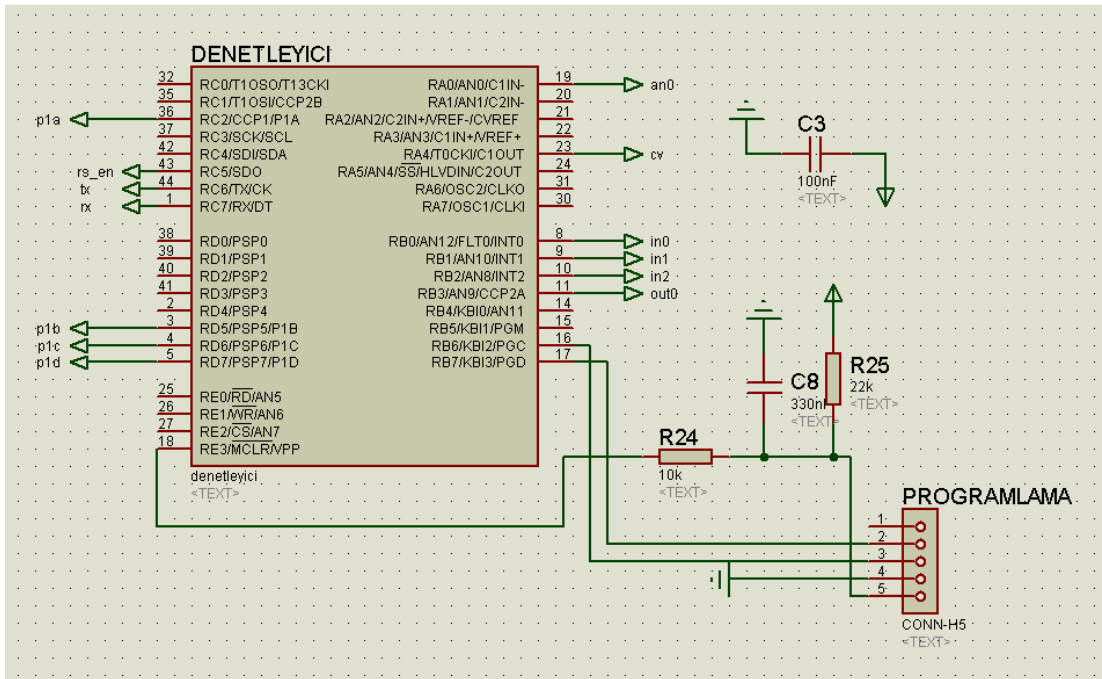 DENETLEYICI
32 RC0/T1OSO/T13CKI
35 RC1/T1OSI/CCP2B
p1a 36 RC2/CCP1/P1A
37 RC3/SCK/SCL
42 RC4/SDI/SDA
rs_en 43 RC5/SDO
tx 44 RC6/TX/CK
rx 1 RC7/RX/DT
38 RD0/PSP0
39 RD1/PSP1
40 RD2/PSP2
41 RD3/PSP3
2 RD4/PSP4
p1b 3 RD5/PSP5/P1B
p1c 4 RD6/PSP6/P1C
p1d 5 RD7/PSP7/P1D
25 RE0/RD/AN5
26 RE1/WR/AN6
27 RE2/CS/AN7
18 RE3/MCLR/VPP
RA0/AN0/C1IN- 19 an0
RA1/AN1/C2IN- 20
RA2/AN2/C2IN+/VREF-/CVREF 21
RA3/AN3/C1IN+/VREF+ 22
RA4/T0CKI/C1OUT 23 cv
RA5/AN4/SS/HLVDIN/C2OUT 24
RA6/OSC2/CLKO 31
RA7/OSC1/CLKI 30
RB0/AN12/FLT0/INT0 8 in0
RB1/AN10/INT1 9 in1
RB2/AN8/INT2 10 in2
RB3/AN9/CCP2A 11 out0
RB4/KBI0/AN11 14
RB5/KBI1/PGM 15
RB6/KBI2/PGC 16
RB7/KBI3/PGD 17
denetleyici
<TEXT>
C3
100nF
<TEXT>
C8
330nF
<TEXT>
R25
22k
<TEXT>
R24
10k
<TEXT>
PROGRAMLAMA
1
2
3
4
5
CONN-H5
<TEXT>